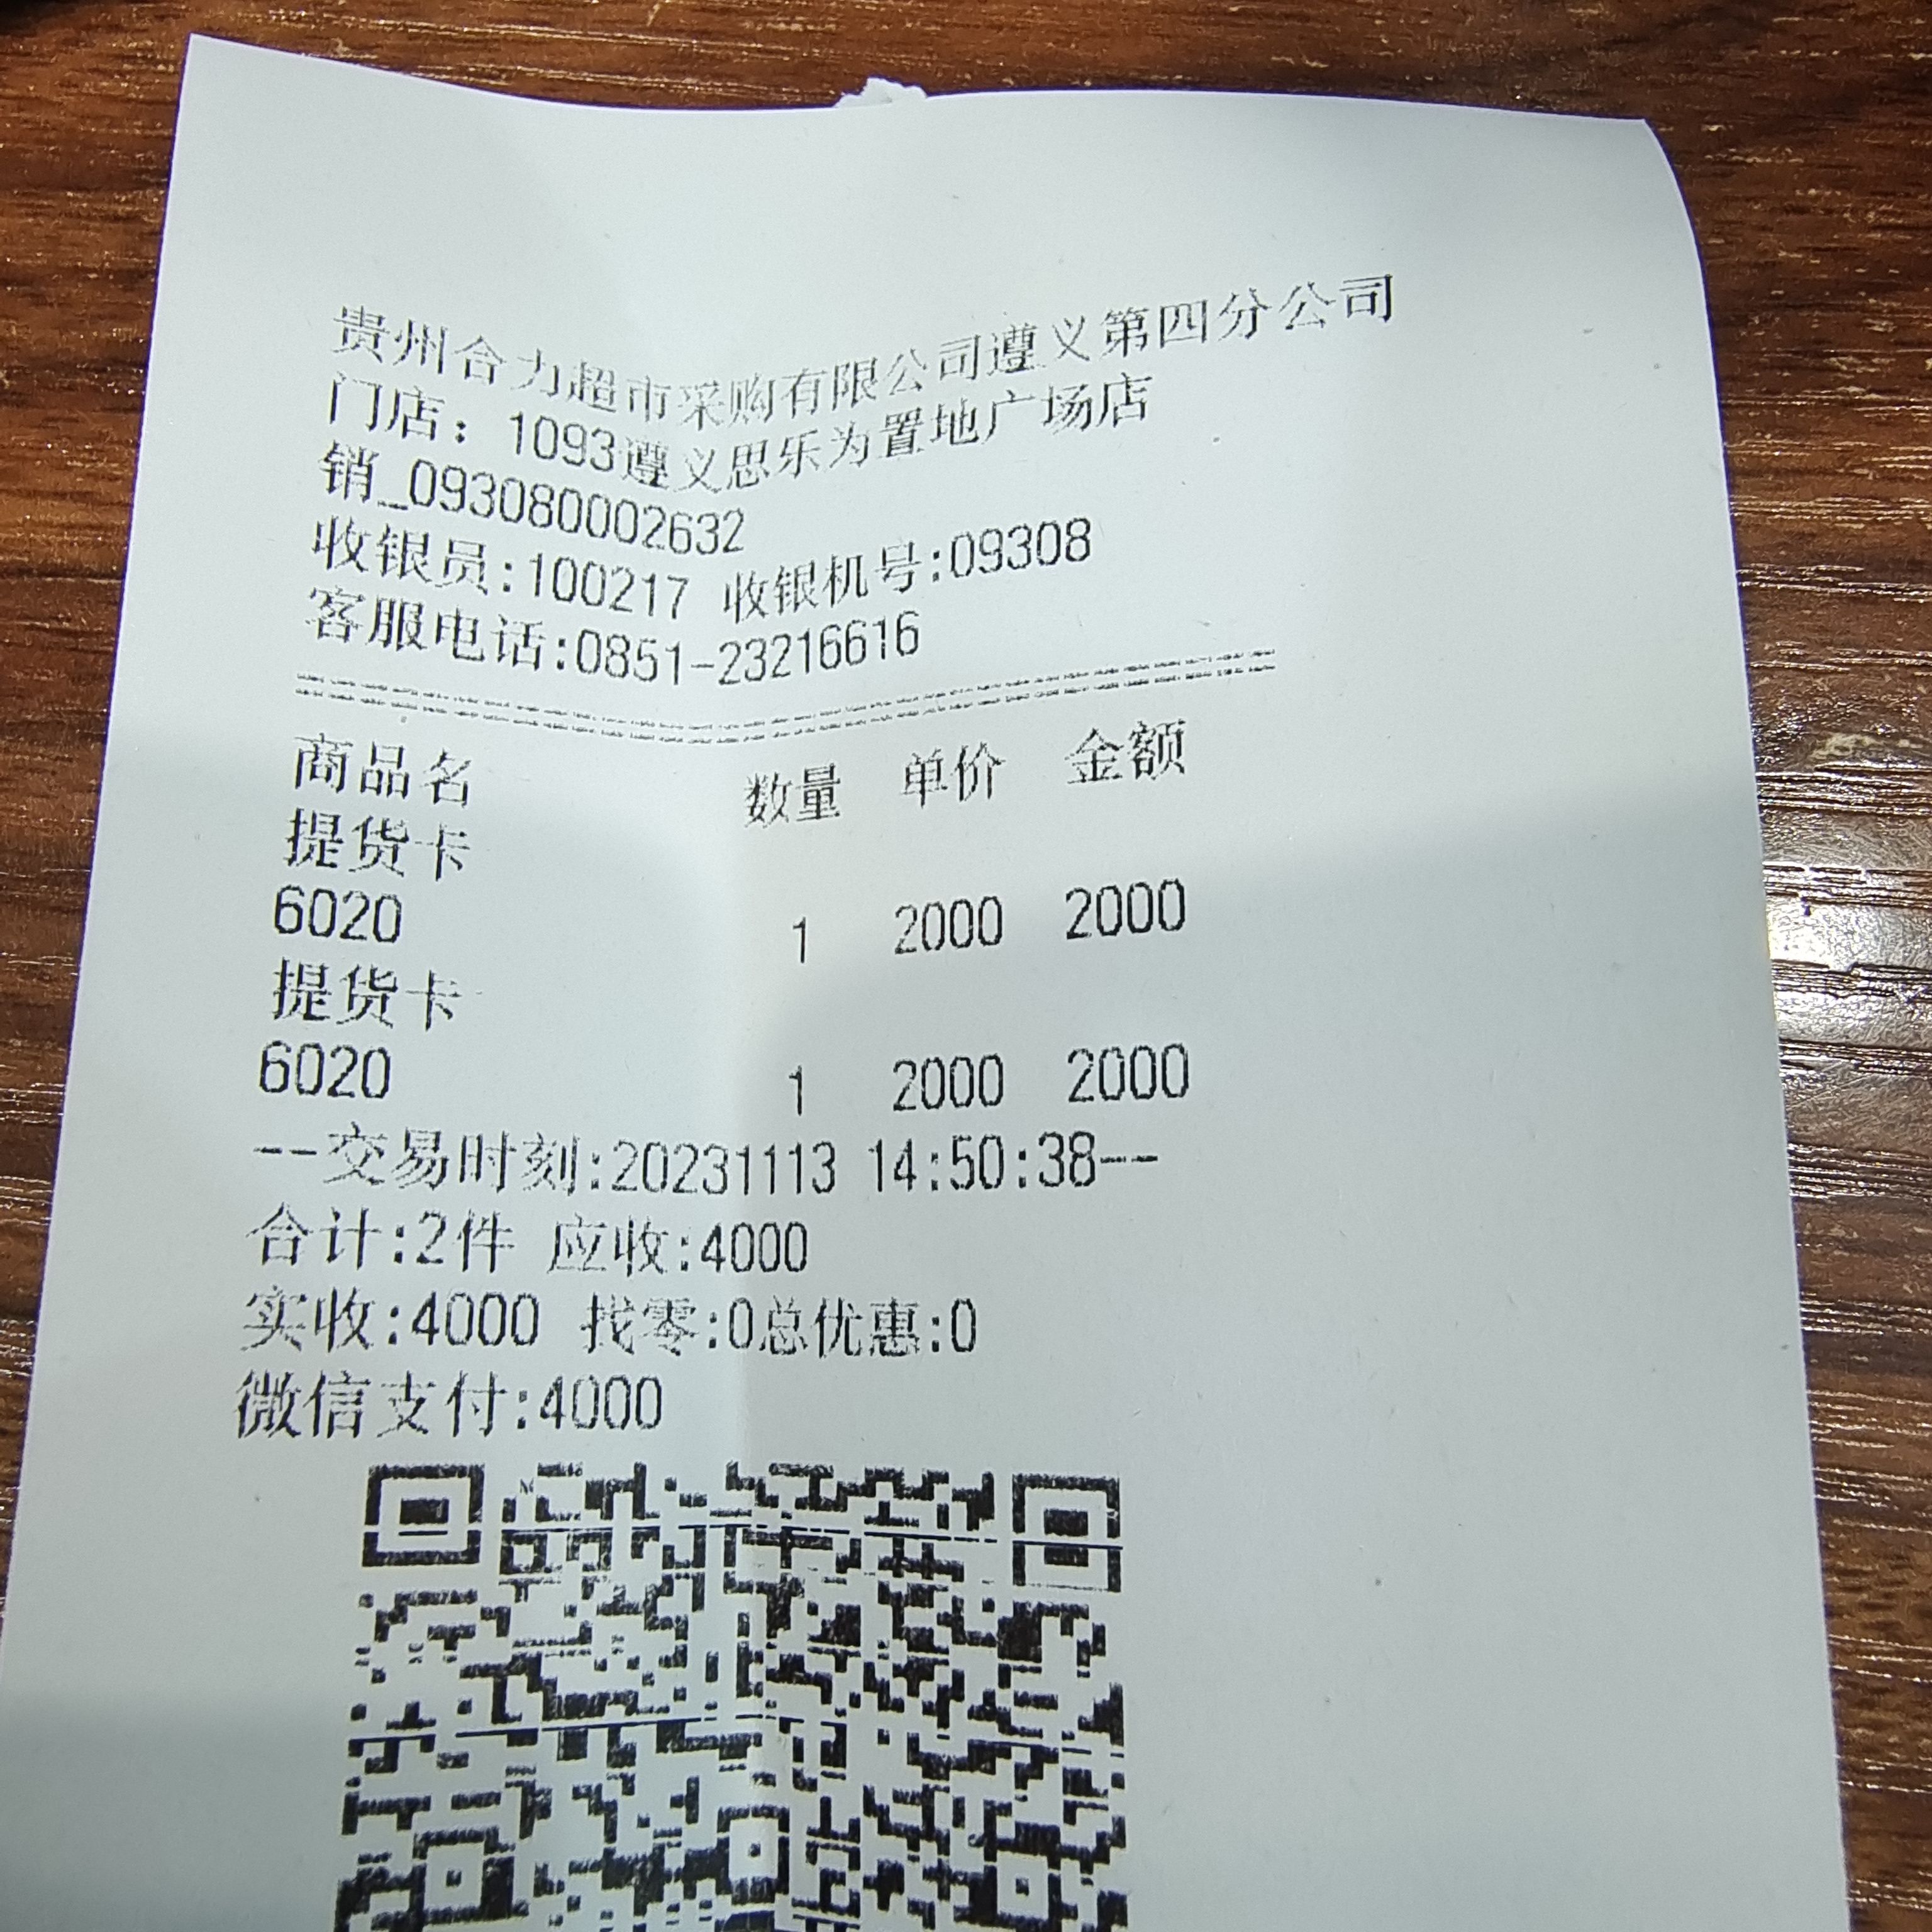 贵州合力超市采购有限公司遵义第四分公司
门店：1093遵义思乐为置地广场店
销_093080002632
收银员:100217 收银机号:09308
客服电话:0851-23216616
商品名 数量 单价 金额
提货卡
6020 1 2000 2000
提货卡
6020 1 2000 2000
--交易时刻:20231113 14:50:38--
合计:2件 应收:4000
实收:4000 找零:0总优惠:0
微信支付:4000